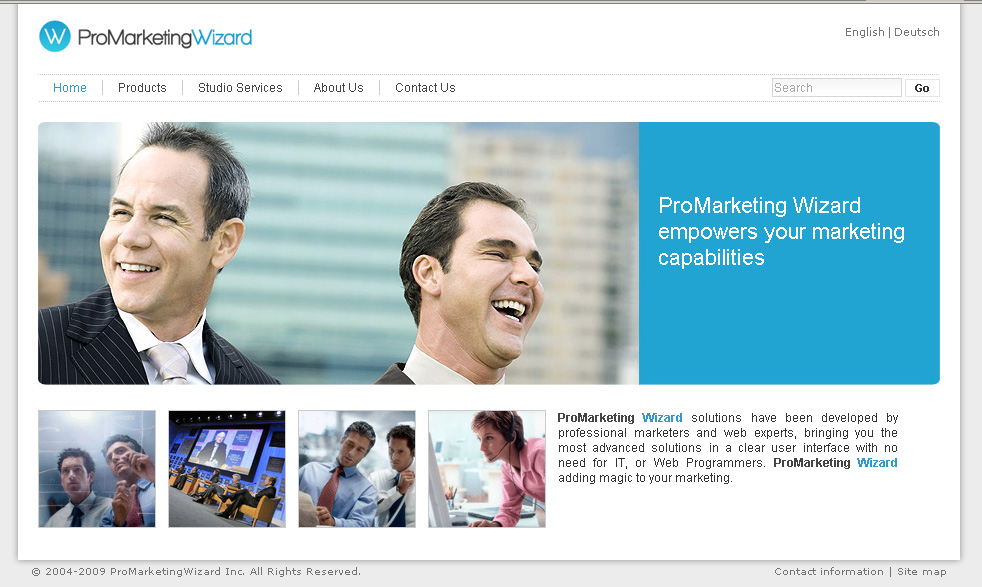 W ProMarketingWizard
English | Deutsch
Home Products Studio Services About Us Contact Us
Search Go
ProMarketing Wizard
empowers your marketing
capabilities
ProMarketing Wizard solutions have been developed by
professional marketers and web experts, bringing you the
most advanced solutions in a clear user interface with no
need for IT, or Web Programmers. ProMarketing Wizard
adding magic to your marketing.
© 2004-2009 ProMarketingWizard Inc. All Rights Reserved.
Contact information | Site map